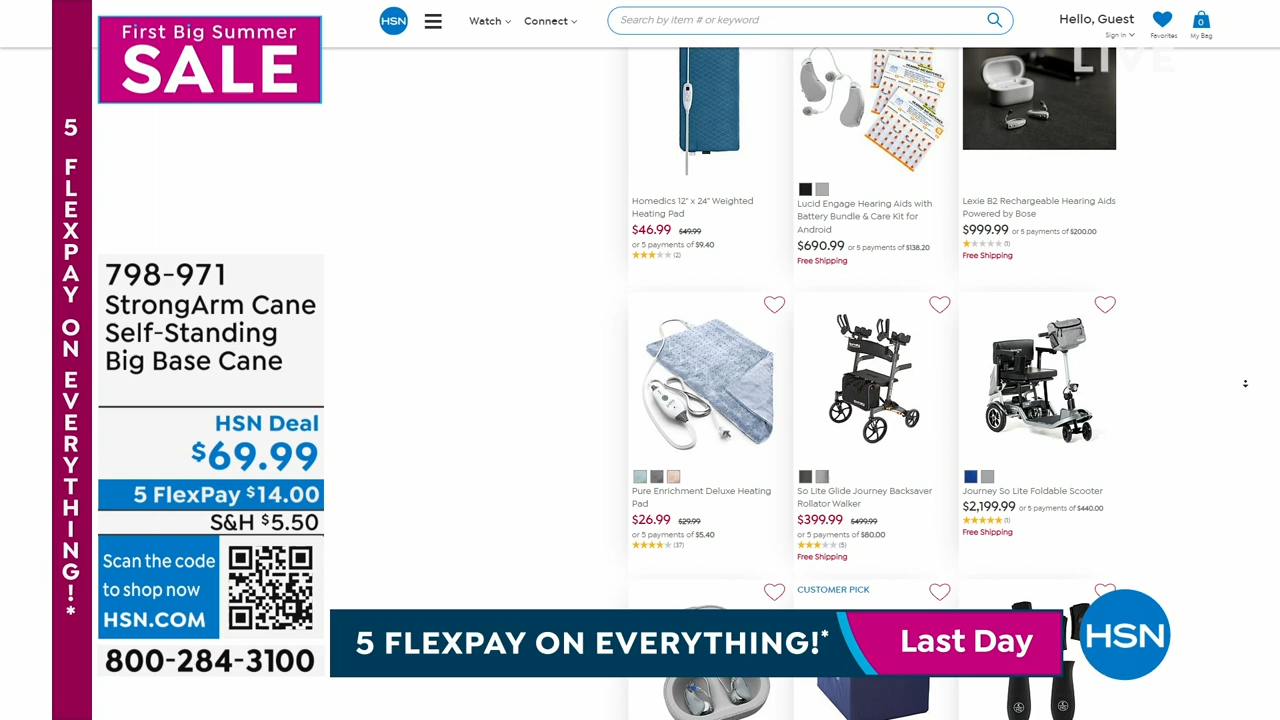 First Big Summer
SALE
5 FLEXPAY ON EVERYTHING!*
798-971
StrongArm Cane
Self-Standing
Big Base Cane
HSN Deal
$69.99
5 FlexPay $14.00
S&H $5.50
Scan the code
to shop now
HSN.COM
800-284-3100
HSN
Watch
Connect
Search by item # or keyword
Hello, Guest
Sign In
Favorites
0
My Bag
LIVE
Homedics 12" x 24" Weighted
Heating Pad
$46.99 $49.99
or 5 payments of $9.40
(2)
Lucid Engage Hearing Aids with
Battery Bundle & Care Kit for
Android
$690.99 or 5 payments of $138.20
Free Shipping
Lexie B2 Rechargeable Hearing Aids
Powered by Bose
$999.99 or 5 payments of $200.00
(1)
Free Shipping
Pure Enrichment Deluxe Heating
Pad
$26.99 $29.99
or 5 payments of $5.40
(37)
So Lite Glide Journey Backsaver
Rollator Walker
$399.99 $499.99
or 5 payments of $80.00
(5)
Free Shipping
Journey So Lite Foldable Scooter
$2,199.99 or 5 payments of $440.00
(1)
Free Shipping
CUSTOMER PICK
5 FLEXPAY ON EVERYTHING!*
Last Day
HSN